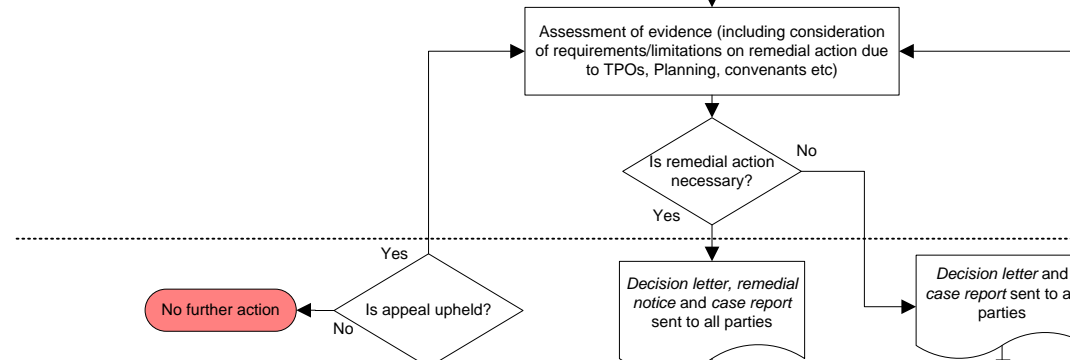 Assessment of evidence (including consideration
of requirements/limitations on remedial action due
to TPOs, Planning, convenants etc)
Is remedial action
necessary?
No
Yes
Yes
Is appeal upheld?
No
No further action
Decision letter, remedial
notice and case report
sent to all parties
Decision letter and
case report sent to a
parties